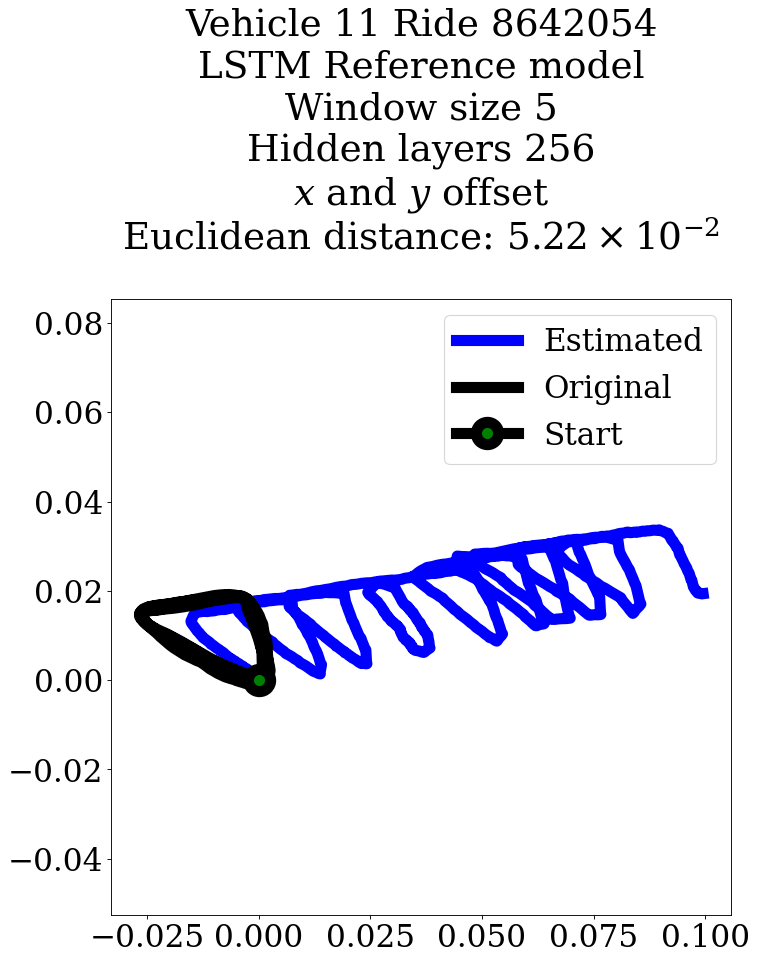 Vehicle 11 Ride 8642054
LSTM Reference model
Window size 5
Hidden layers 256
x and y offset
Euclidean distance: 5.22 × 10⁻²
Estimated
Original
Start
0.08
0.06
0.04
0.02
0.00
−0.02
−0.04
−0.025 0.000 0.025 0.050 0.075 0.100